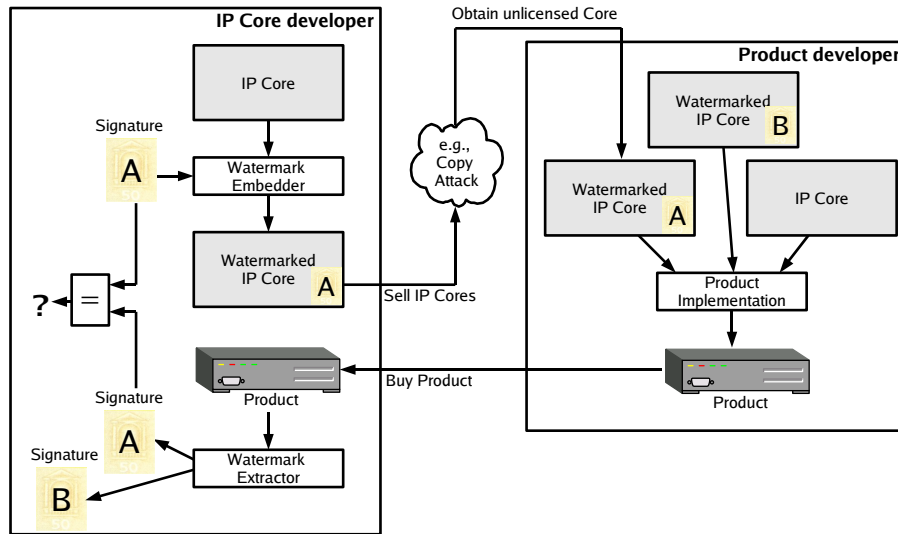 IP Core developer
IP Core
Signature
A
Watermark
Embedder
Watermarked
IP Core
A
Sell IP Cores
=
?
Product
Signature
A
Watermark
Extractor
Signature
B
e.g.,
Copy
Attack
Obtain unlicensed Core
Product developer
Watermarked
IP Core
B
Watermarked
IP Core
A
IP Core
Product
Implementation
Product
Buy Product